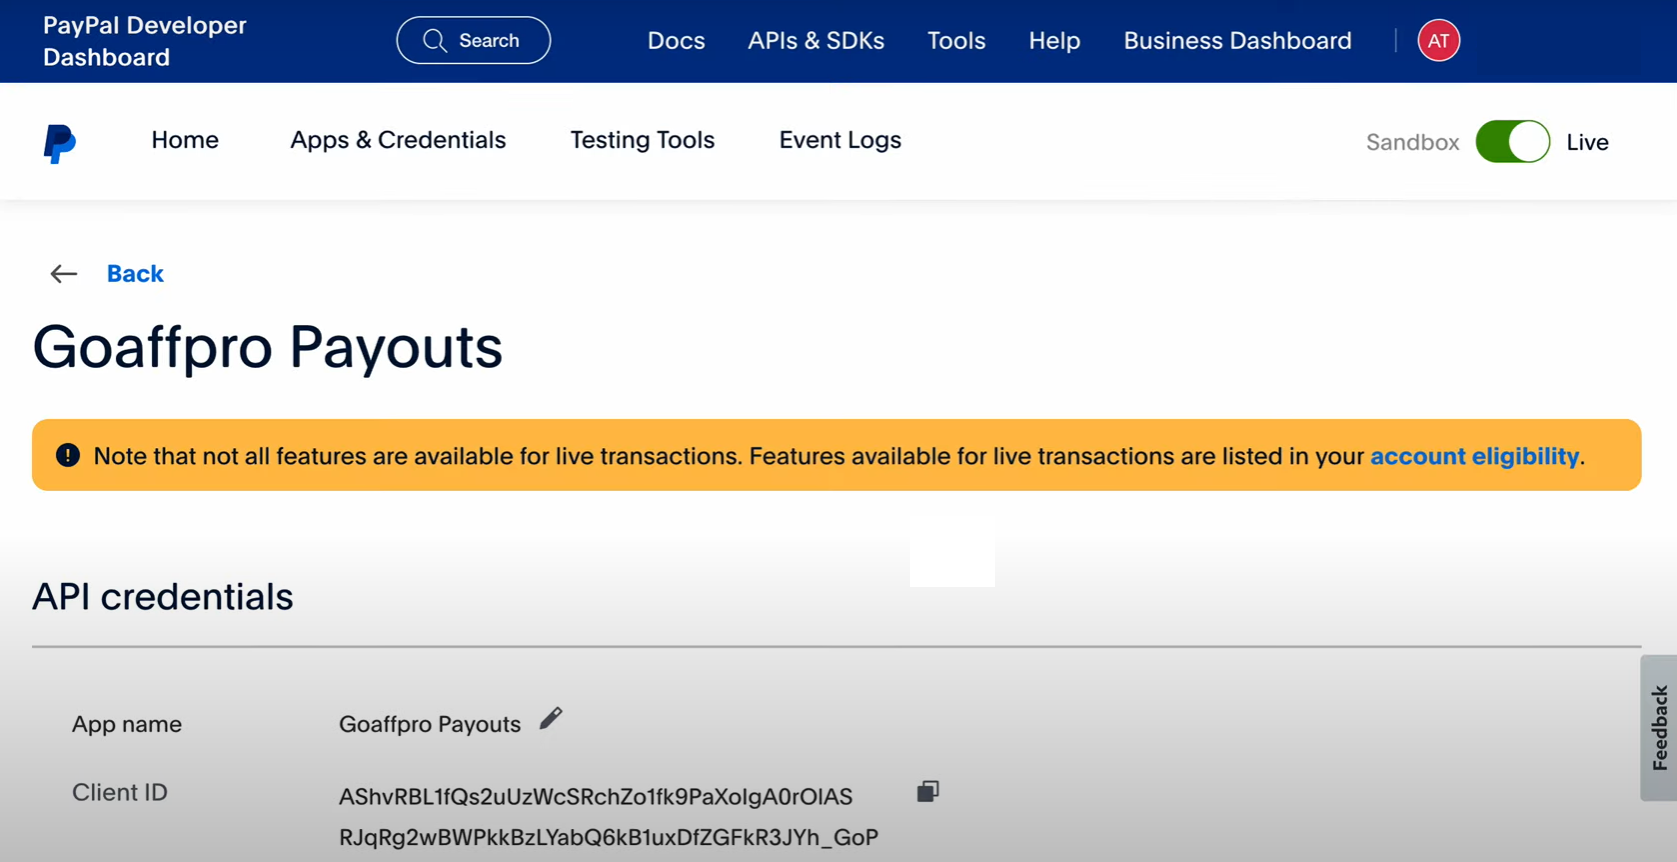 PayPal Developer
Dashboard
Search
Docs
APIs & SDKs
Tools
Help
Business Dashboard
AT
Home
Apps & Credentials
Testing Tools
Event Logs
Sandbox
Live
Back
Goaffpro Payouts
Note that not all features are available for live transactions. Features available for live transactions are listed in your account eligibility.
API credentials
Feedback
App name
Goaffpro Payouts
Client ID
AShvRBL1fQs2uUzWcSRchZo1fk9PaXoIgA0rOlAS
RJqRg2wBWPkkBzLYabQ6kB1uxDfZGFkR3JYh_GoP